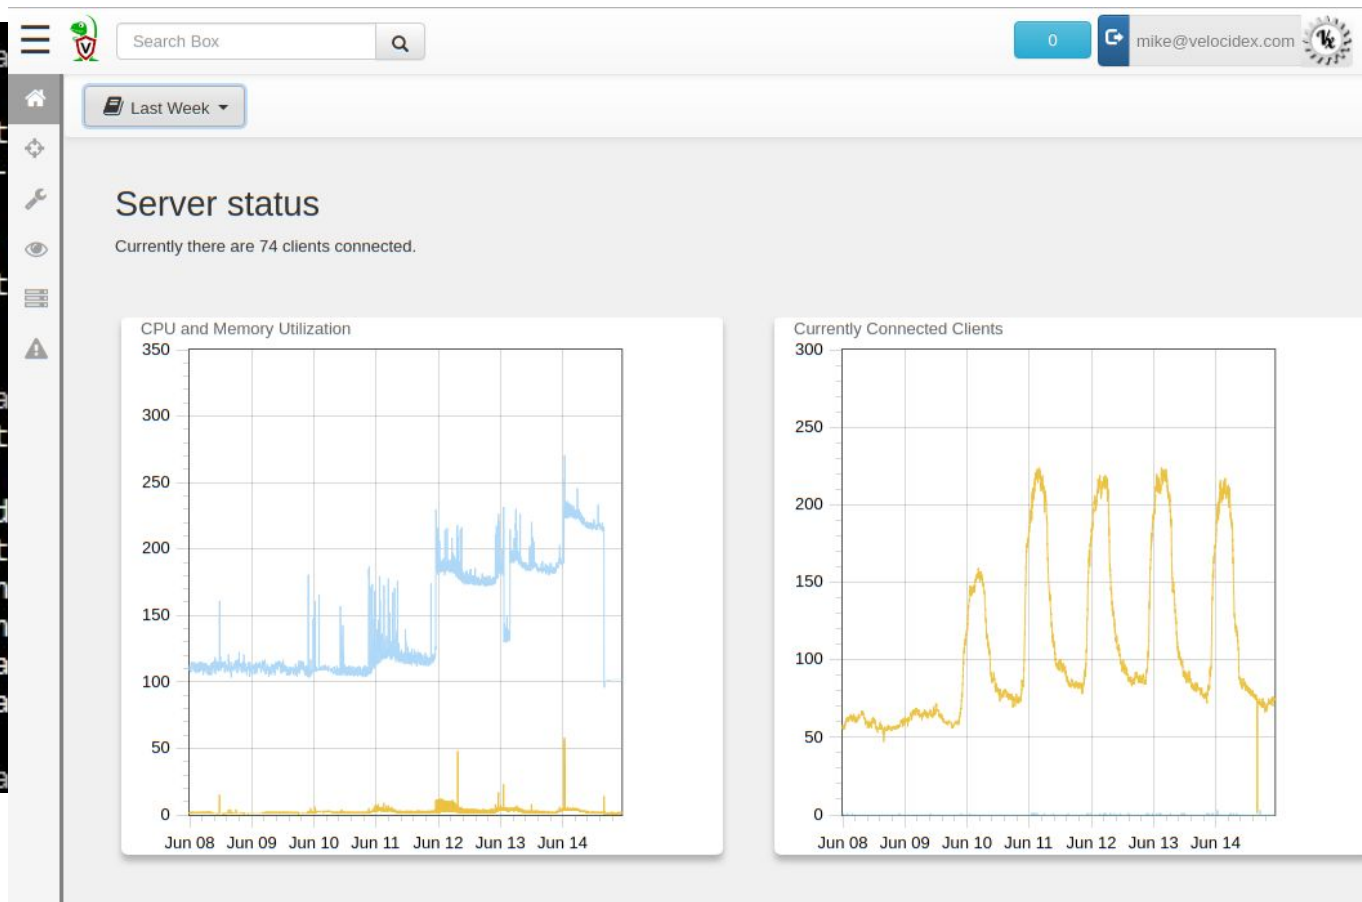 Search Box
0
mike@velocidex.com
Last Week
Server status
Currently there are 74 clients connected.
CPU and Memory Utilization
350
300
250
200
150
100
50
0
Jun 08 Jun 09 Jun 10 Jun 11 Jun 12 Jun 13 Jun 14
Currently Connected Clients
300
250
200
150
100
50
0
Jun 08 Jun 09 Jun 10 Jun 11 Jun 12 Jun 13 Jun 14